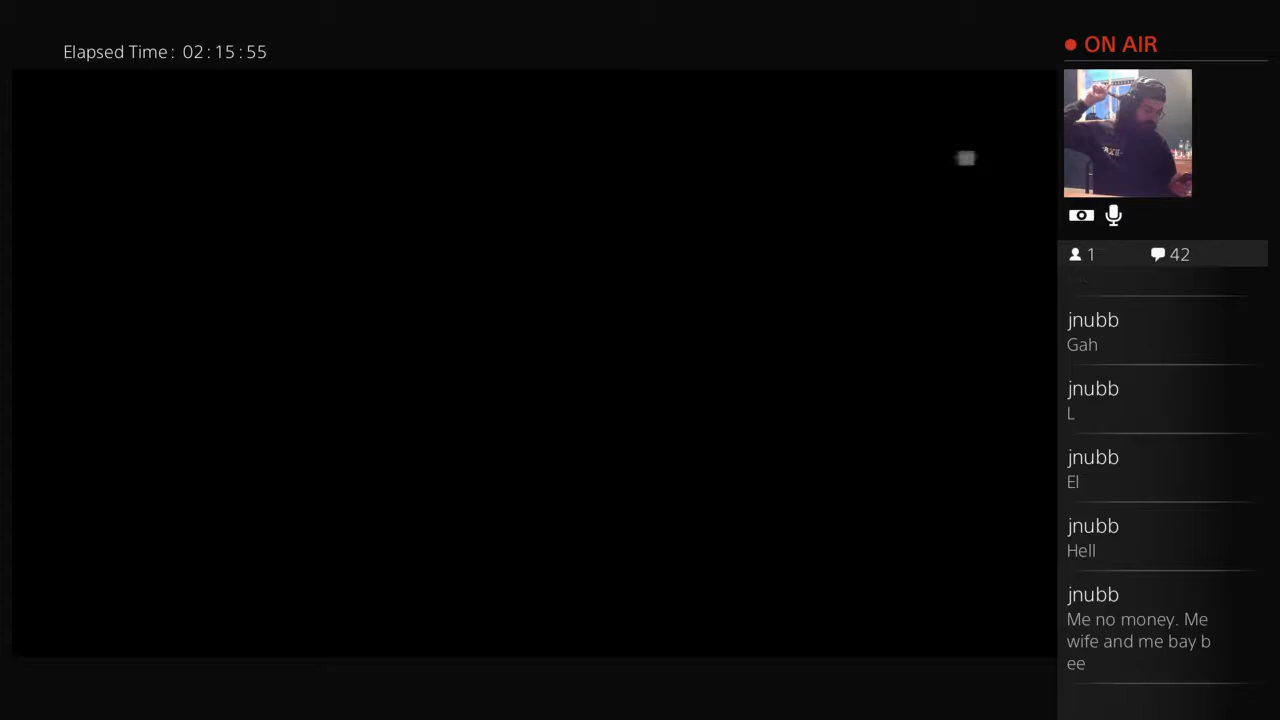 Elapsed Time: 02:15:55
ON AIR
1 42
jnubb
Gah
jnubb
L
jnubb
El
jnubb
Hell
jnubb
Me no money. Me
wife and me bay b
ee